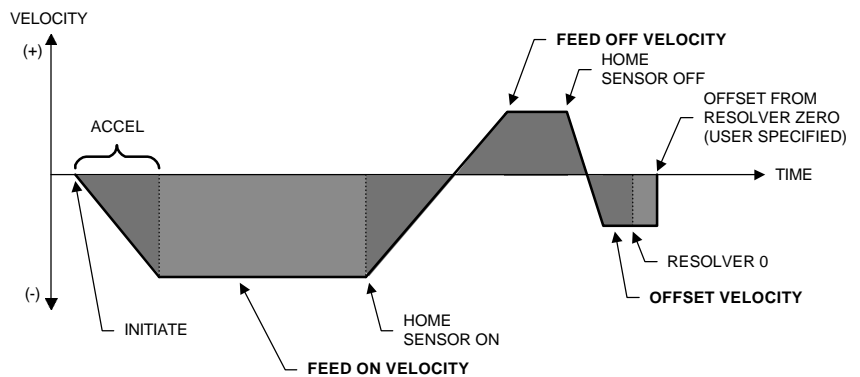 VELOCITY
(+)
FEED OFF VELOCITY
HOME
SENSOR OFF
OFFSET FROM
RESOLVER ZERO
(USER SPECIFIED)
ACCEL
TIME
RESOLVER 0
(-)
OFFSET VELOCITY
INITIATE
HOME
SENSOR ON
FEED ON VELOCITY